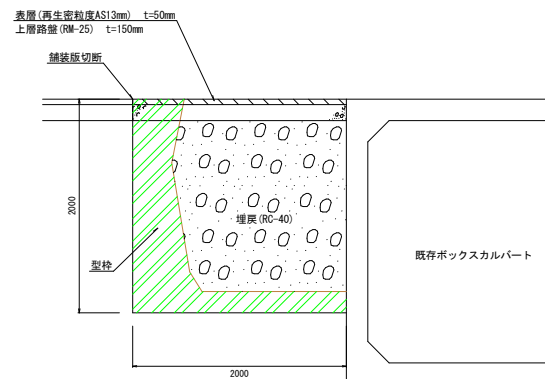 表層(再生密粒度AS13mm) t=50mm
上層路盤(RM-25) t=150mm
舗装版切断
2000
埋戻(RC-40)
型枠
既存ボックスカルバート
2000